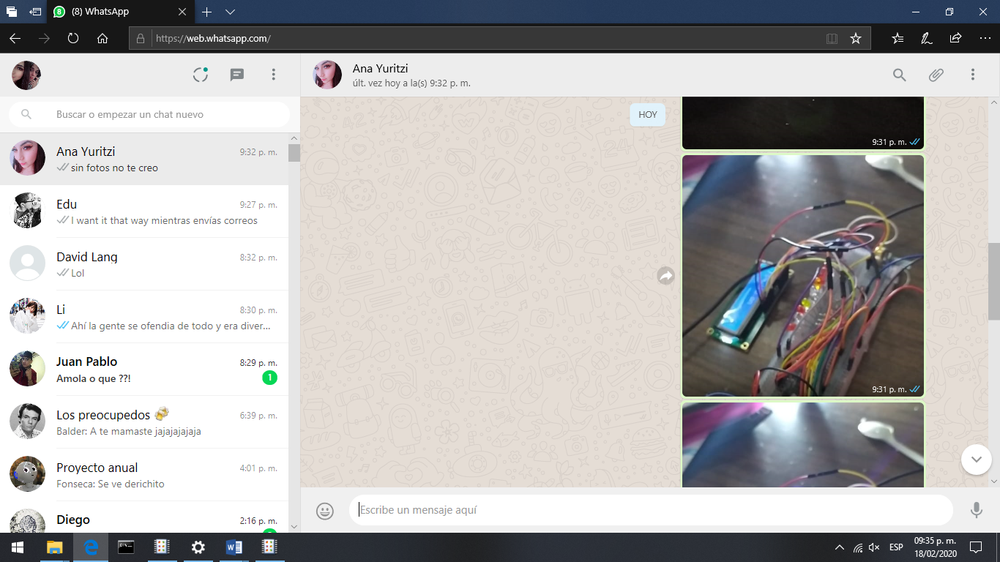 8
(8) WhatsApp
https://web.whatsapp.com/
Ana Yuritzi
últ. vez hoy a la(s) 9:32 p. m.
Buscar o empezar un chat nuevo
Ana Yuritzi
9:32 p. m.
sin fotos no te creo
Edu
9:27 p. m.
I want it that way mientras envías correos
David Lang
8:32 p. m.
Lol
Li
8:30 p. m.
Ahí la gente se ofendia de todo y era diver...
Juan Pablo
8:29 p. m.
Amola o que ??!
1
Los preocupedos
6:39 p. m.
Balder: A te mamaste jajajajajaja
Proyecto anual
4:01 p. m.
Fonseca: Se ve derichito
Diego
2:16 p. m.
HOY
9:31 p. m.
9:31 p. m.
Escribe un mensaje aquí
ESP
09:35 p. m.
18/02/2020